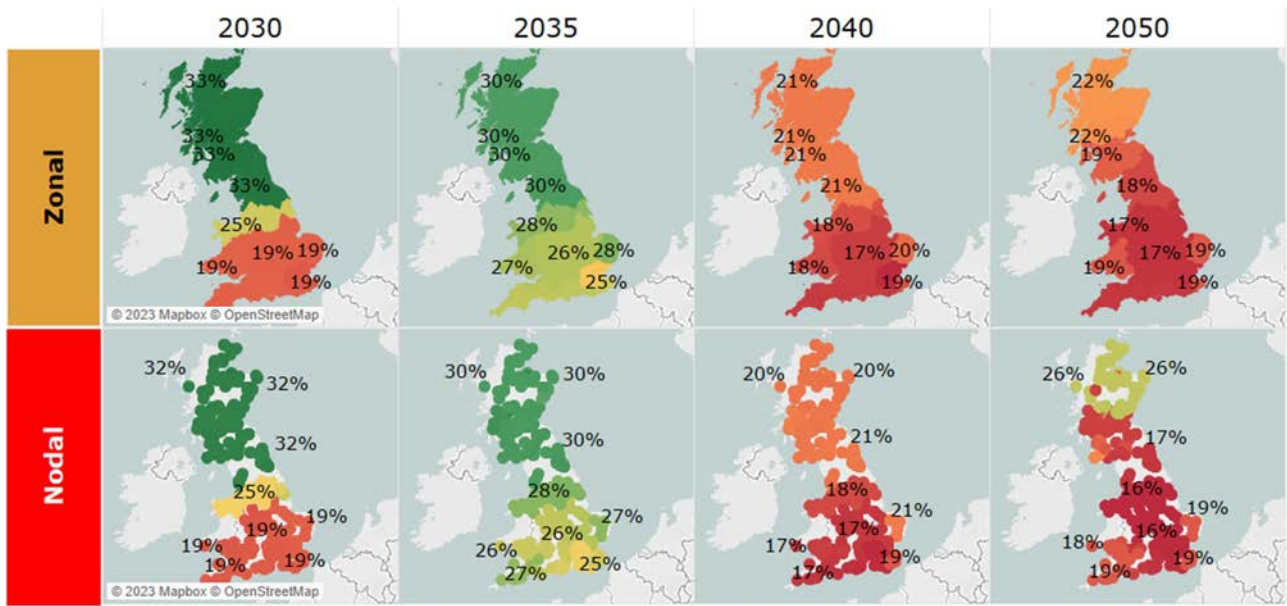 2030 2035 2040 2050
Zonal
33% 30% 21% 22%
33% 30% 21% 22%
33% 30% 21% 19%
33% 30% 21% 18%
25% 28% 18% 17%
19% 19% 26% 28% 17% 20% 17% 19%
19% 27% 18% 19%
19% 25% 19% 19%
© 2023 Mapbox © OpenStreetMap
Nodal
32% 32% 30% 30% 20% 20% 26% 26%
32% 30% 21% 17%
25% 28% 18% 16%
19% 19% 26% 27% 17% 21% 16% 19%
19% 26% 17% 18%
19% 19% 27% 25% 17% 19% 19% 19%
© 2023 Mapbox © OpenStreetMap